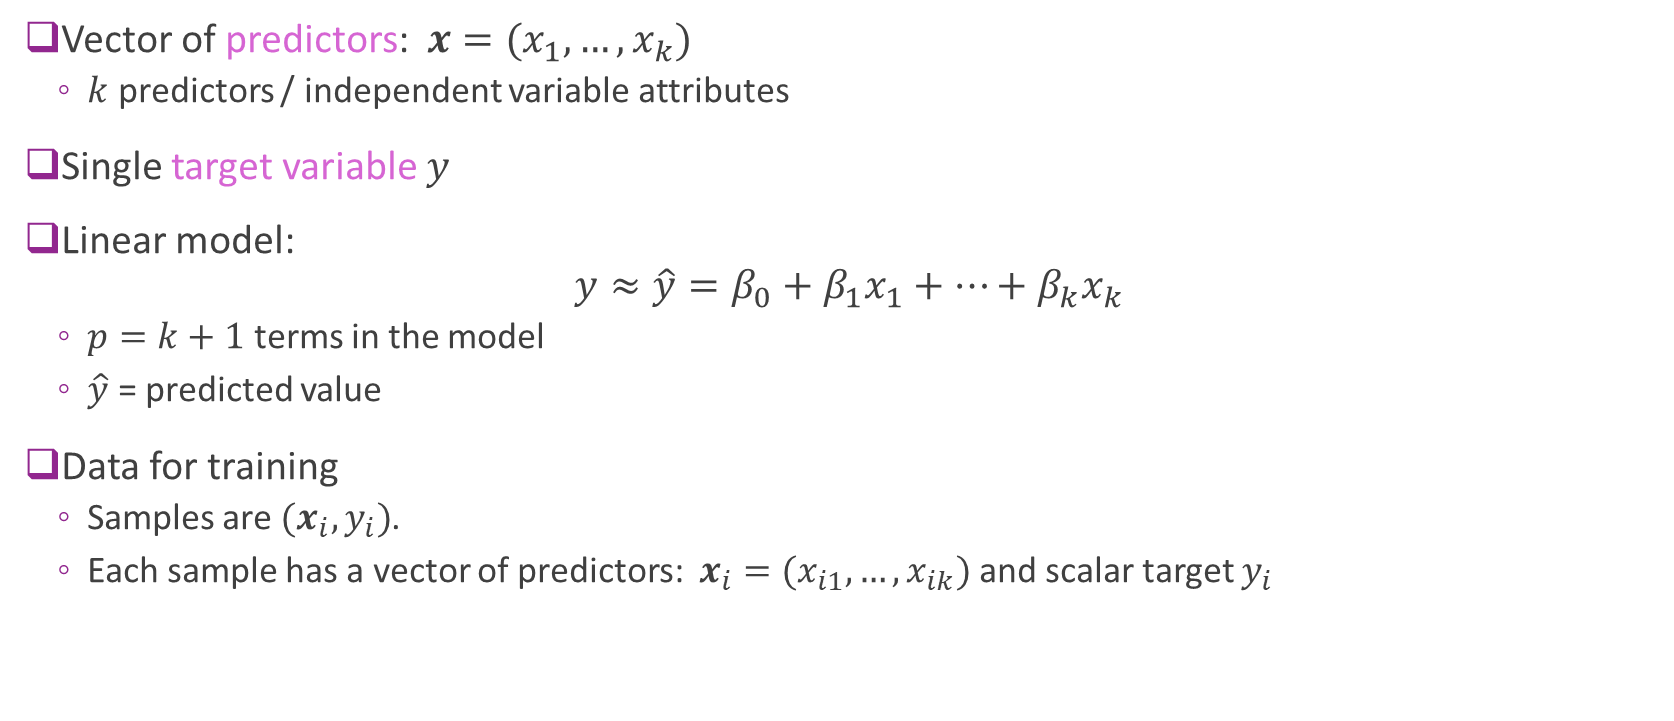 ❑Vector of predictors: 𝒙 = (x₁, … , xₖ)
◦ k predictors / independent variable attributes
❑Single target variable y
❑Linear model:
y ≈ ŷ = β₀ + β₁x₁ + ⋯ + βₖxₖ
◦ p = k + 1 terms in the model
◦ ŷ = predicted value
❑Data for training
◦ Samples are (𝒙ᵢ, yᵢ).
◦ Each sample has a vector of predictors: 𝒙ᵢ = (xᵢ₁, … , xᵢₖ) and scalar target yᵢ